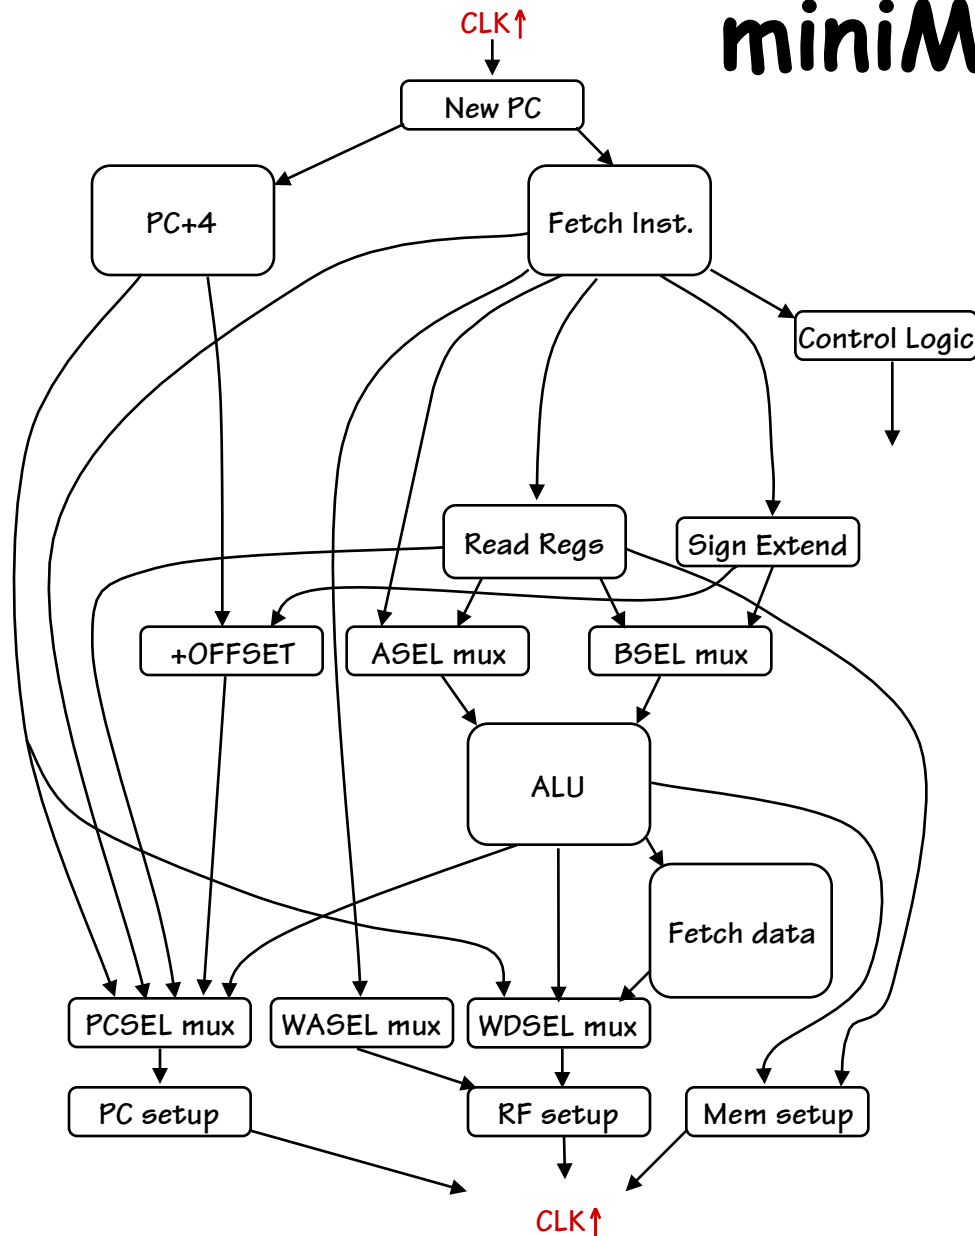 CLK↑
miniM
New PC
PC+4
Fetch Inst.
Control Logic
Read Regs
Sign Extend
+OFFSET
ASEL mux
BSEL mux
ALU
Fetch data
PCSEL mux
WASEL mux
WDSEL mux
PC setup
RF setup
Mem setup
CLK↑